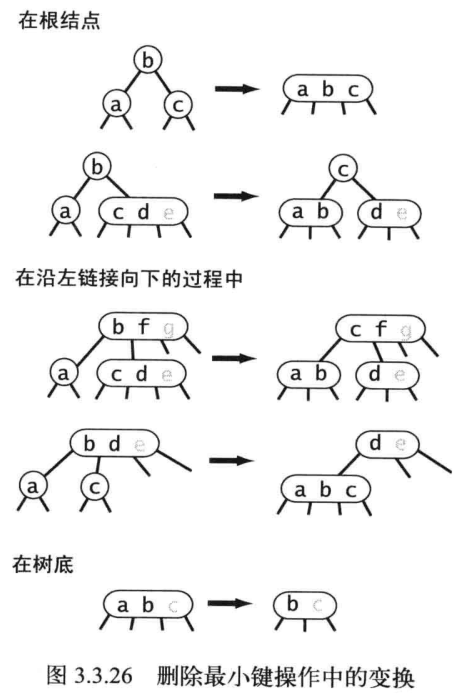 在根结点
b
a c
a b c
b
a c d e
c
a b d e
在沿左链接向下的过程中
b f g
a c d e
c f g
a b d e
b d e
a c
d e
a b c
在树底
a b c
b c
图 3.3.26 删除最小键操作中的变换